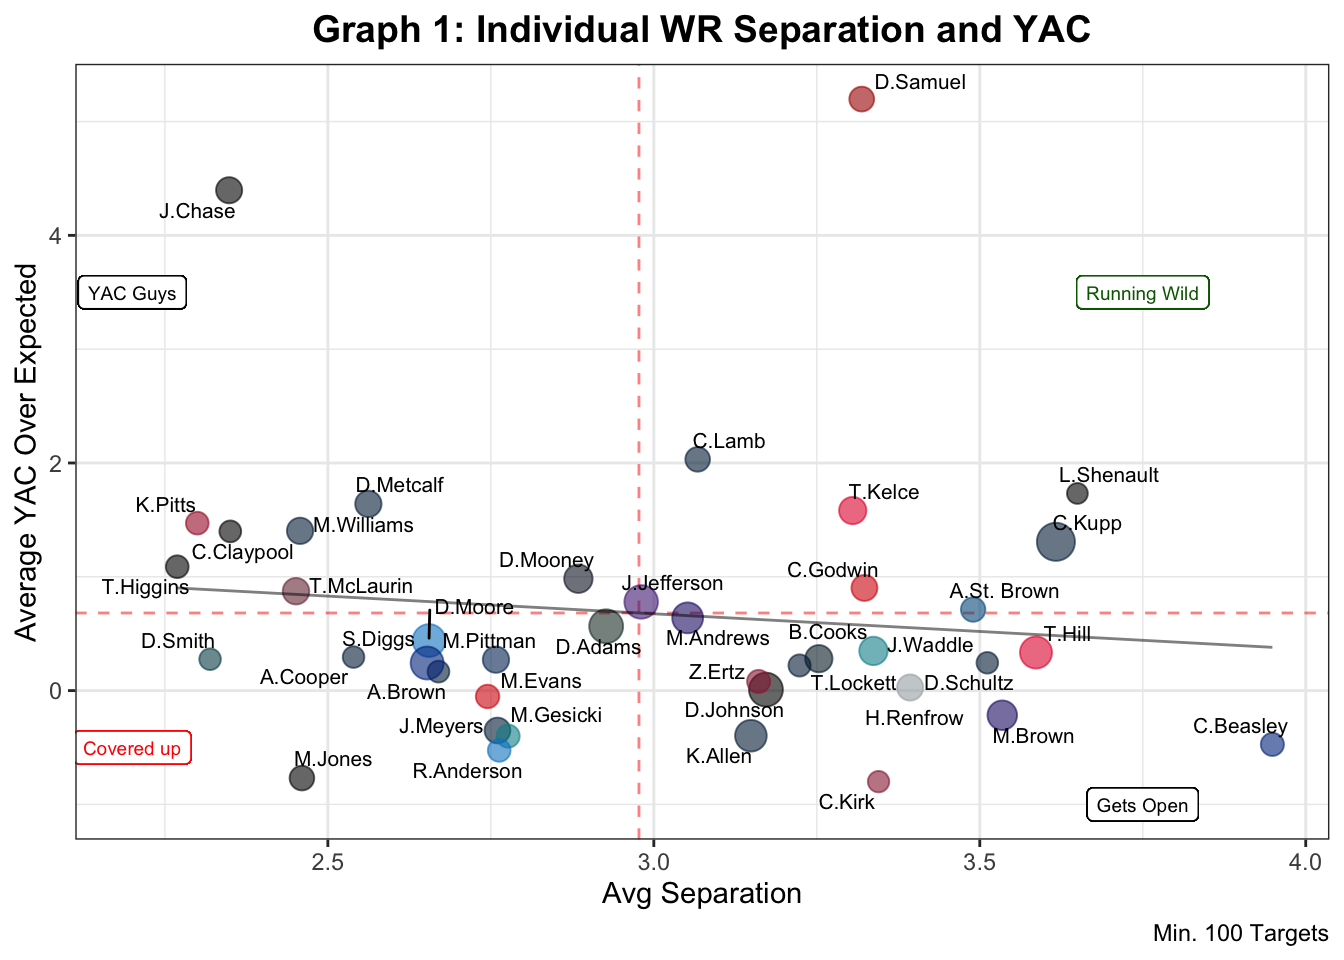 Graph 1: Individual WR Separation and YAC
D.Samuel
J.Chase
4
YAC Guys
Running Wild
Average YAC Over Expected
C.Lamb
2
L.Shenault
D.Metcalf
T.Kelce
K.Pitts
M.Williams
C.Kupp
C.Claypool
D.Mooney
C.Godwin
T.Higgins
T.McLaurin
J.Jefferson
A.St. Brown
D.Moore
D.Smith
S.Diggs
M.Pittman
D.Adams
M.Andrews
B.Cooks
J.Waddle
T.Hill
A.Cooper
A.Brown
M.Evans
Z.Ertz
T.Lockett
D.Schultz
0
D.Johnson
J.Meyers
M.Gesicki
H.Renfrow
M.Brown
C.Beasley
Covered up
M.Jones
R.Anderson
K.Allen
C.Kirk
Gets Open
2.5
3.0
3.5
4.0
Avg Separation
Min. 100 Targets